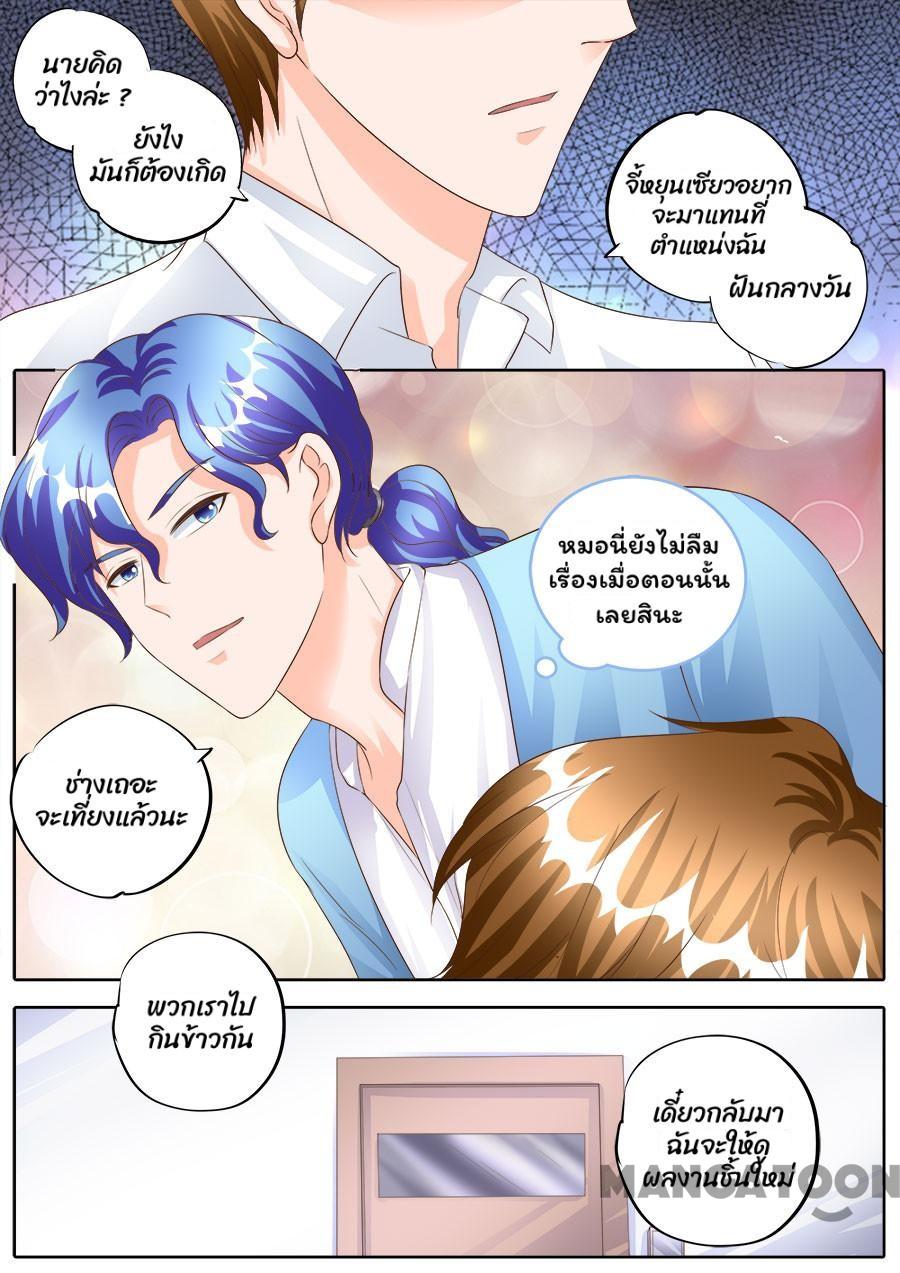 นายคิด
ว่าไงล่ะ ?
ยังไง
มันก็ต้องเกิด
จี้หยุนเซียวอยาก
จะมาแทนที่
ตำแหน่งฉัน
ฝันกลางวัน
หมอนี่ยังไม่ลืม
เรื่องเมื่อตอนนั้น
เลยสินะ
ช่างเถอะ
จะเที่ยงแล้วนะ
พวกเราไป
กินข้าวกัน
เดี๋ยวกลับมา
ฉันจะให้ดู
ผลงานชิ้นใหม่
MANGATOON